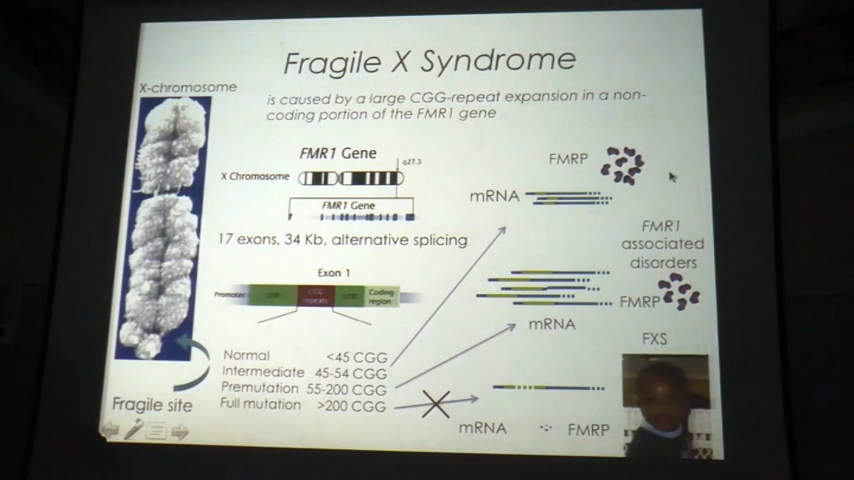 Fragile X Syndrome
X-chromosome
is caused by a large CGG-repeat expansion in a non-
coding portion of the FMR1 gene
FMR1 Gene
q27.3
X Chromosome
FMR1 Gene
17 exons, 34 Kb, alternative splicing
Exon 1
Promoter UTR CGG repeats UTR Coding region
Normal <45 CGG
Intermediate 45-54 CGG
Premutation 55-200 CGG
Full mutation >200 CGG
Fragile site
FMRP
mRNA
FMR1
associated
disorders
FMRP
mRNA
FXS
mRNA
FMRP